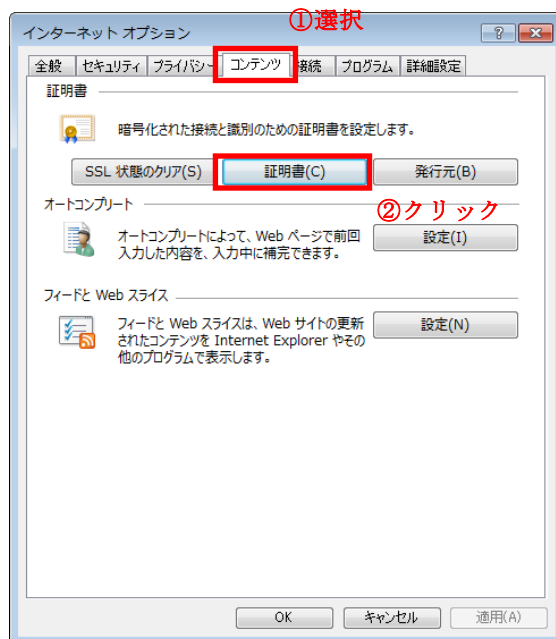 ①選択
インターネット オプション
全般 セキュリティ プライバシー コンテンツ 接続 プログラム 詳細設定
証明書
暗号化された接続と識別のための証明書を設定します。
SSL 状態のクリア(S) 証明書(C) 発行元(B)
②クリック
オートコンプリート
オートコンプリートによって、Web ページで前回
入力した内容を、入力中に補完できます。
設定(I)
フィードと Web スライス
フィードと Web スライスは、Web サイトの更新
されたコンテンツを Internet Explorer やその
他のプログラムで表示します。
設定(N)
OK キャンセル 適用(A)